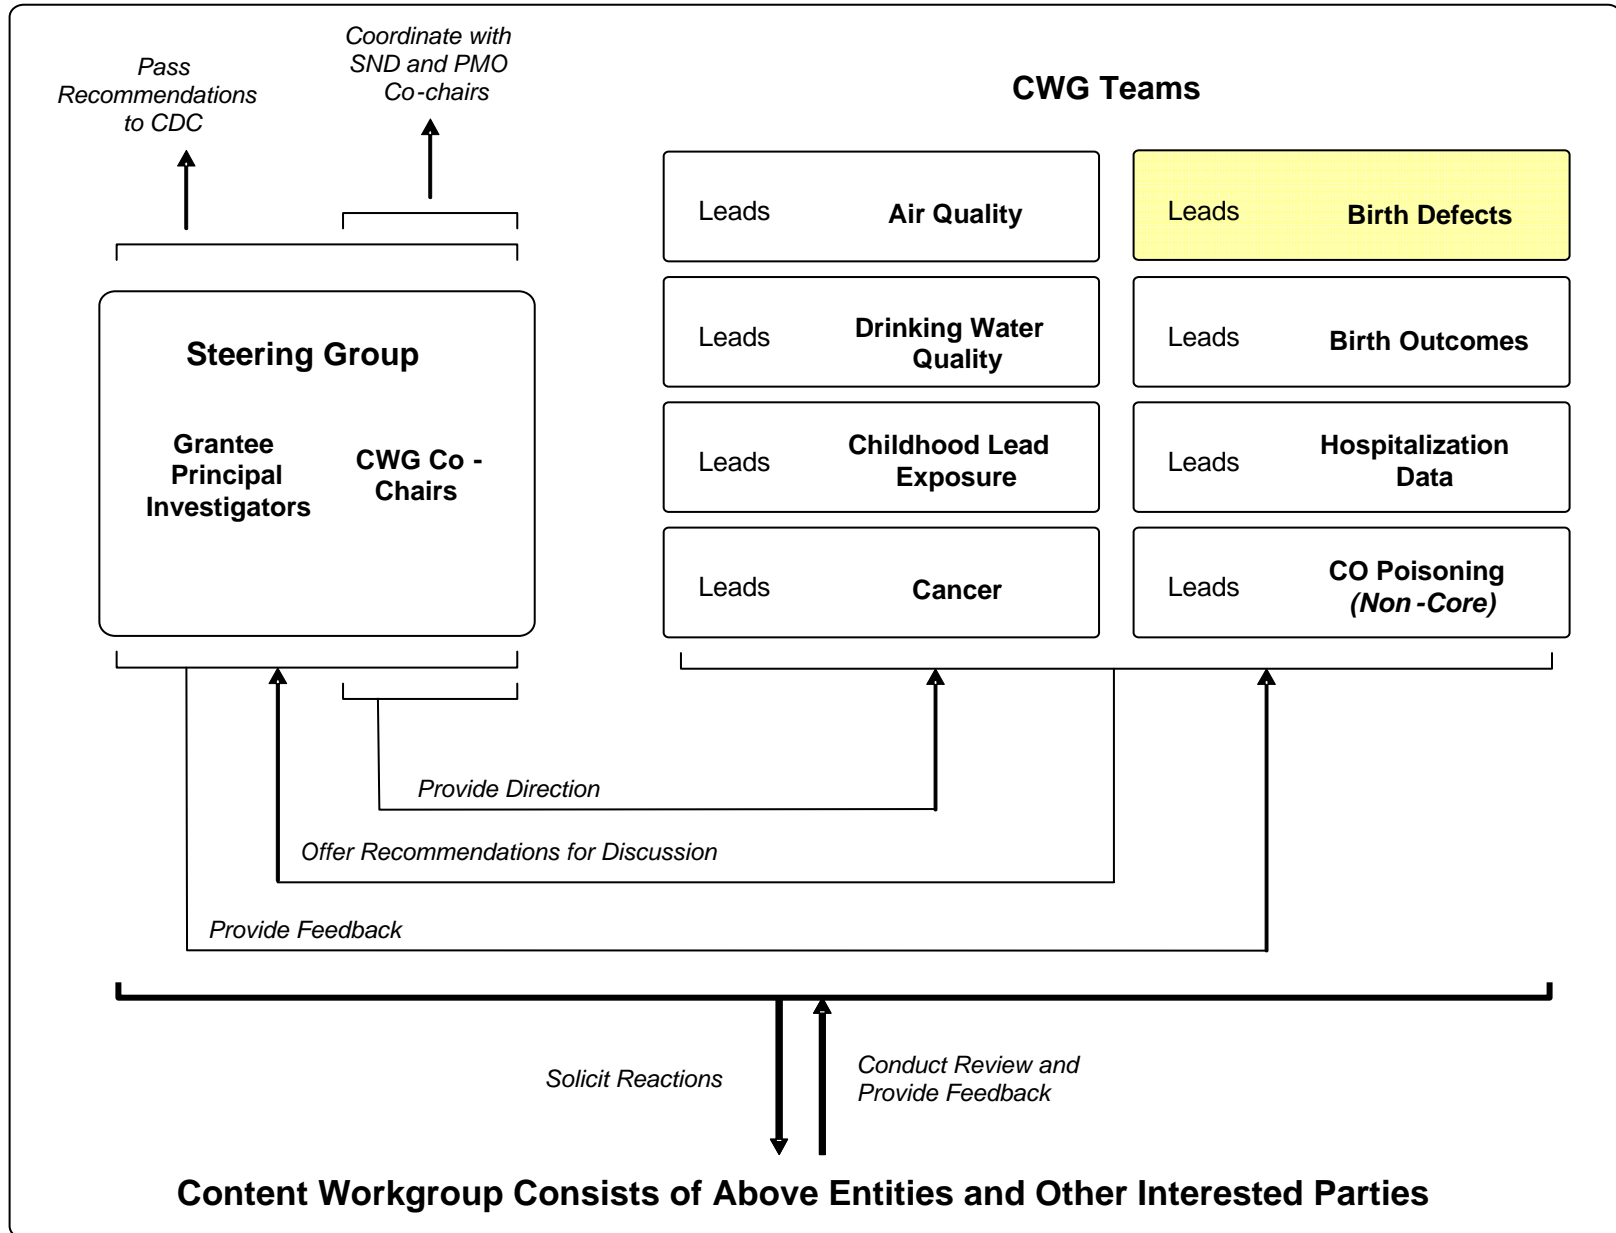 Pass
Recommendations
to CDC
Coordinate with
SND and PMO
Co-chairs
CWG Teams
Steering Group
Grantee
Principal
Investigators
CWG Co -
Chairs
Leads
Air Quality
Leads
Birth Defects
Leads
Drinking Water
Quality
Leads
Birth Outcomes
Leads
Childhood Lead
Exposure
Leads
Hospitalization
Data
Leads
Cancer
Leads
CO Poisoning
(Non -Core)
Provide Direction
Offer Recommendations for Discussion
Provide Feedback
Solicit Reactions
Conduct Review and
Provide Feedback
Content Workgroup Consists of Above Entities and Other Interested Parties